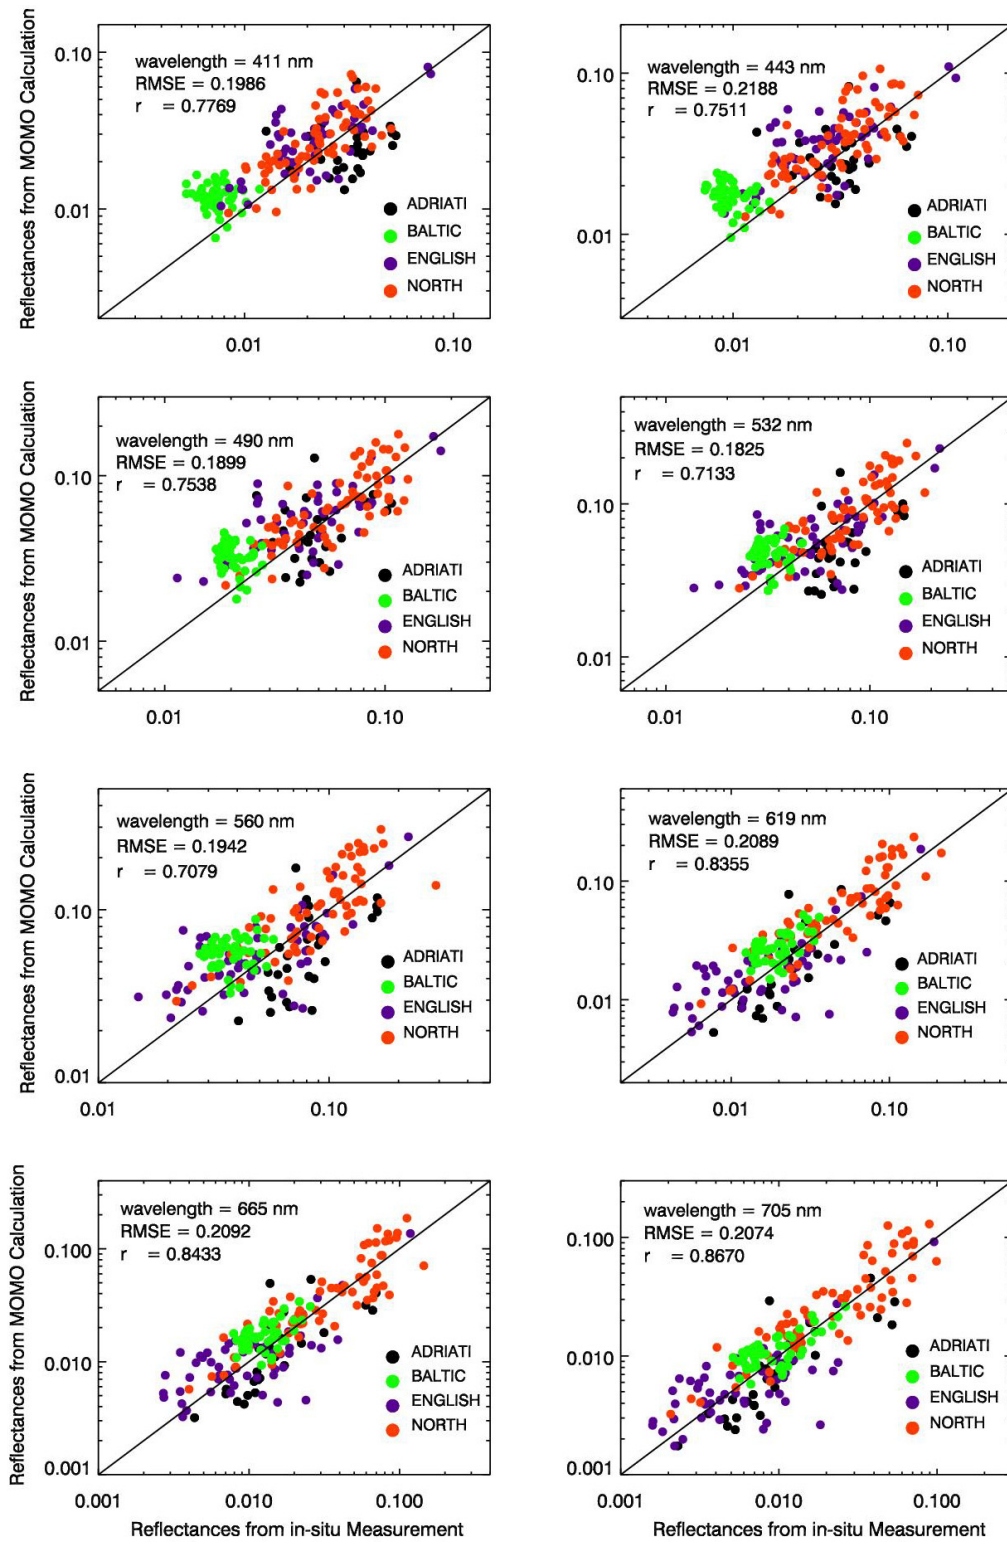 Reflectances from MOMO Calculation
0.10
0.01
wavelength = 411 nm
RMSE = 0.1986
r = 0.7769
ADRIATI
BALTIC
ENGLISH
NORTH
0.01 0.10
0.10
0.01
wavelength = 443 nm
RMSE = 0.2188
r = 0.7511
ADRIATI
BALTIC
ENGLISH
NORTH
0.01 0.10
Reflectances from MOMO Calculation
0.10
0.01
wavelength = 490 nm
RMSE = 0.1899
r = 0.7538
ADRIATI
BALTIC
ENGLISH
NORTH
0.01 0.10
0.10
0.01
wavelength = 532 nm
RMSE = 0.1825
r = 0.7133
ADRIATI
BALTIC
ENGLISH
NORTH
0.01 0.10
Reflectances from MOMO Calculation
0.10
0.01
wavelength = 560 nm
RMSE = 0.1942
r = 0.7079
ADRIATI
BALTIC
ENGLISH
NORTH
0.01 0.10
0.10
0.01
wavelength = 619 nm
RMSE = 0.2089
r = 0.8355
ADRIATI
BALTIC
ENGLISH
NORTH
0.01 0.10
Reflectances from MOMO Calculation
0.100
0.010
0.001
wavelength = 665 nm
RMSE = 0.2092
r = 0.8433
ADRIATI
BALTIC
ENGLISH
NORTH
0.001 0.010 0.100
Reflectances from in-situ Measurement
0.100
0.010
0.001
wavelength = 705 nm
RMSE = 0.2074
r = 0.8670
ADRIATI
BALTIC
ENGLISH
NORTH
0.001 0.010 0.100
Reflectances from in-situ Measurement